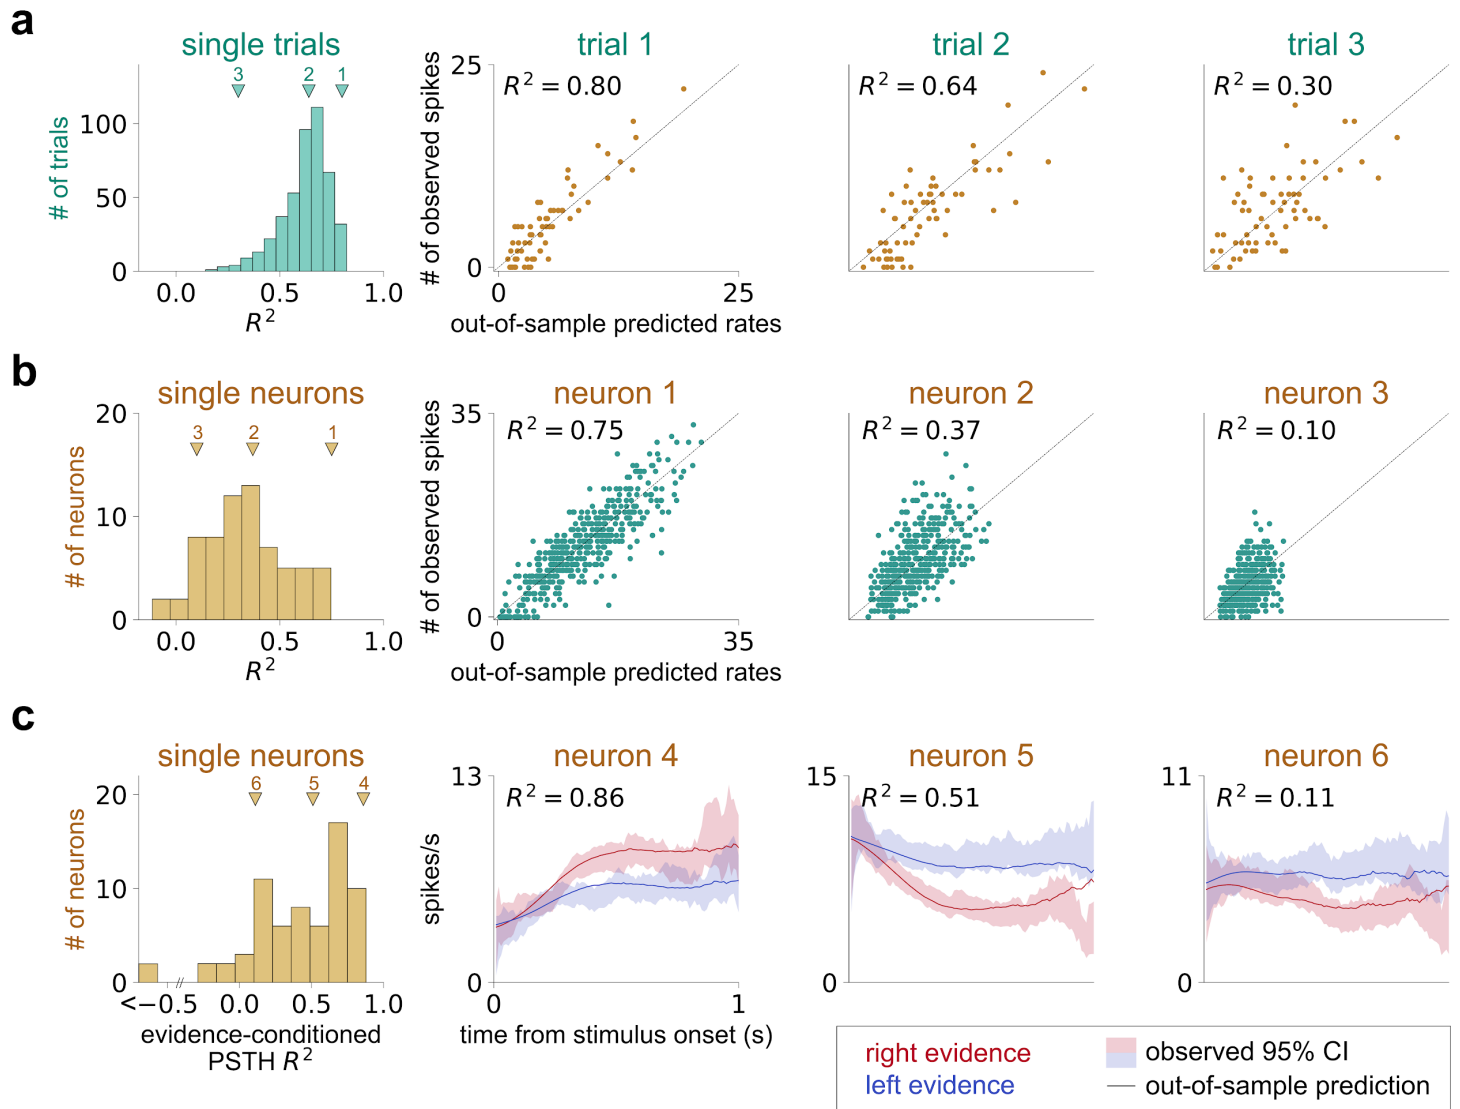 a
single trials
trial 1
trial 2
trial 3
3
2
1
# of trials
100
50
0
0.0
0.5
1.0
R²
# of observed spikes
25
0
R² = 0.80
0
25
out-of-sample predicted rates
R² = 0.64
R² = 0.30
b
single neurons
neuron 1
neuron 2
neuron 3
3
2
1
# of neurons
20
10
0
0.0
0.5
1.0
R²
# of observed spikes
35
0
R² = 0.75
0
35
out-of-sample predicted rates
R² = 0.37
R² = 0.10
c
single neurons
neuron 4
neuron 5
neuron 6
6
5
4
# of neurons
20
10
0
<−0.5
0.0
0.5
1.0
evidence-conditioned
PSTH R²
spikes/s
13
0
R² = 0.86
0
1
time from stimulus onset (s)
15
0
R² = 0.51
11
0
R² = 0.11
right evidence
left evidence
observed 95% CI
out-of-sample prediction